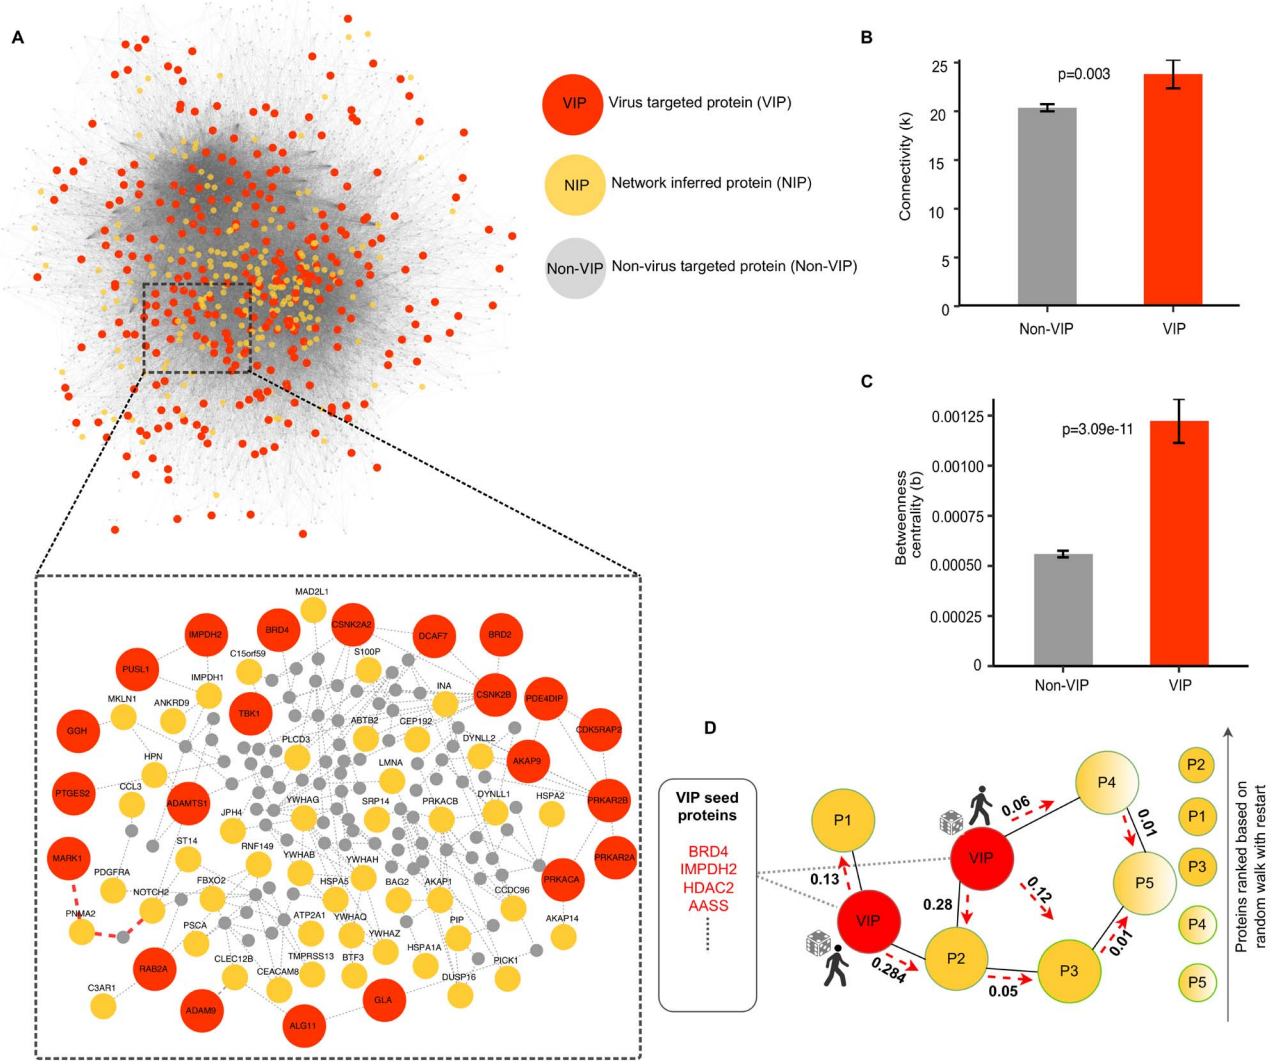 A
VIP
Virus targeted protein (VIP)
NIP
Network inferred protein (NIP)
Non-VIP
Non-virus targeted protein (Non-VIP)
B
Connectivity (k)
25
20
15
10
5
0
p=0.003
Non-VIP
VIP
C
Betweenness
centrality (b)
0.00125
0.00100
0.00075
0.00050
0.00025
0
p=3.09e-11
Non-VIP
VIP
MAD2L1
IMPDH2
BRD4
CSNK2A2
DCAF7
BRD2
C15orf59
S100P
PUSL1
IMPDH1
INA
CSNK2B
PDE4DIP
MKLN1
ANKRD9
TBK1
ABTB2
CEP192
GGH
CDK5RAP2
PLCD3
DYNLL2
HPN
LMNA
AKAP9
PTGES2
CCL3
ADAMTS1
YWHAG
SRP14
PRKACB
DYNLL1
HSPA2
PRKAR2B
JPH4
ST14
RNF149
MARK1
YWHAB
YWHAH
PRKAR2A
PDGFRA
NOTCH2
FBXO2
HSPA5
BAG2
AKAP1
PRKACA
CCDC96
PNMA2
PSCA
ATP2A1
YWHAQ
PIP
AKAP14
YWHAZ
RAB2A
CLEC12B
TMPRSS13
HSPA1A
CEACAM8
BTF3
PICK1
DUSP16
C3AR1
ADAM9
GLA
ALG11
D
VIP seed
proteins
BRD4
IMPDH2
HDAC2
AASS
P1
VIP
VIP
P2
P3
P4
P5
0.13
0.284
0.28
0.06
0.12
0.05
0.01
0.01
P2
P1
P3
P4
P5
Proteins ranked based on
random walk with restart